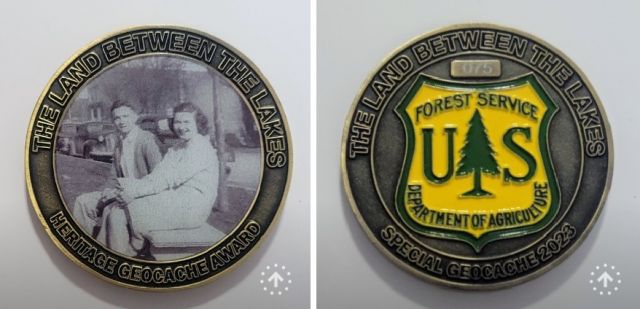 THE LAND BETWEEN THE LAKES
HERITAGE GEOCACHE AWARD
THE LAND BETWEEN THE LAKES
075
FOREST SERVICE
U S
DEPARTMENT OF AGRICULTURE
SPECIAL GEOCACHE 2023